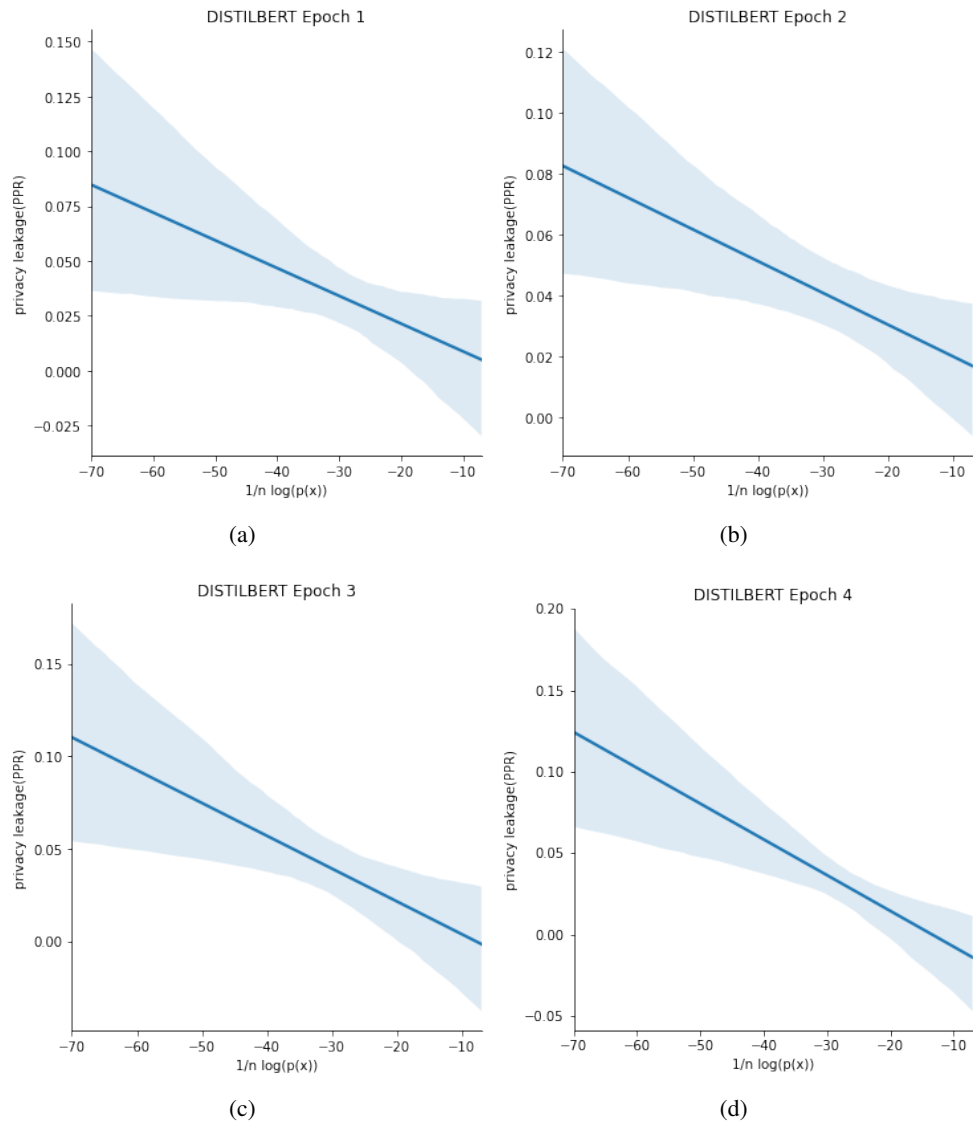 DISTILBERT Epoch 1
0.150
0.125
0.100
0.075
0.050
0.025
0.000
−0.025
privacy leakage(PPR)
−70 −60 −50 −40 −30 −20 −10
1/n log(p(x))
(a)
DISTILBERT Epoch 2
0.12
0.10
0.08
0.06
0.04
0.02
0.00
privacy leakage(PPR)
−70 −60 −50 −40 −30 −20 −10
1/n log(p(x))
(b)
DISTILBERT Epoch 3
0.15
0.10
0.05
0.00
privacy leakage(PPR)
−70 −60 −50 −40 −30 −20 −10
1/n log(p(x))
(c)
DISTILBERT Epoch 4
0.20
0.15
0.10
0.05
0.00
−0.05
privacy leakage(PPR)
−70 −60 −50 −40 −30 −20 −10
1/n log(p(x))
(d)